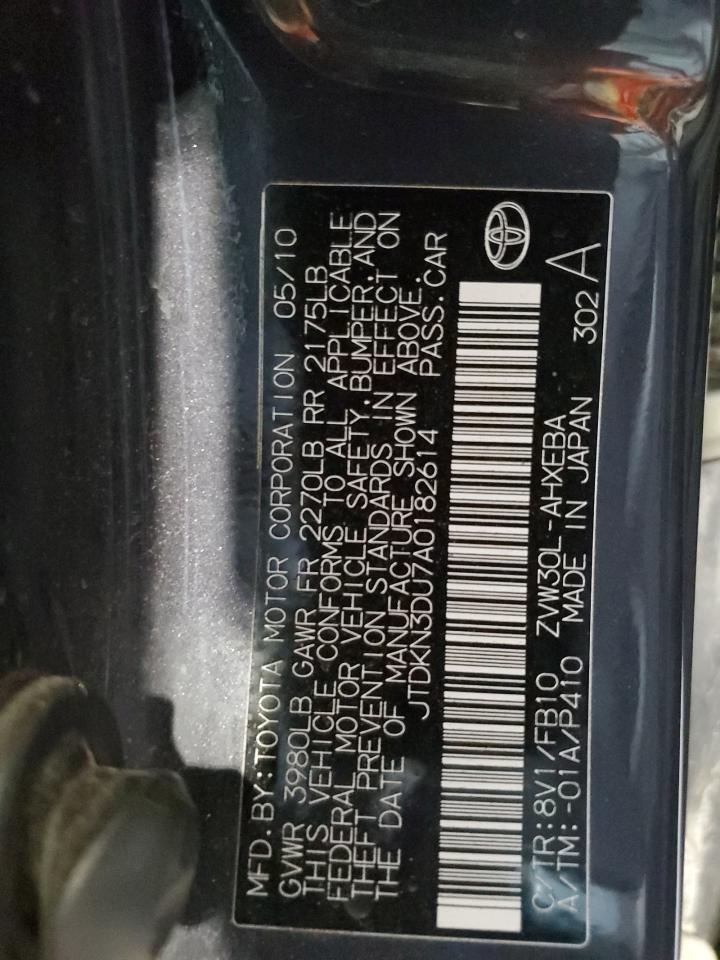 MFD.BY:TOYOTA MOTOR CORPORATION 05/10
GVWR 3980LB GAWR FR 2270LB RR 2175LB
THIS VEHICLE CONFORMS TO ALL APPLICABLE
FEDERAL MOTOR VEHICLE SAFETY,BUMPER,AND
THEFT PREVENTION STANDARDS IN EFFECT ON
THE DATE OF MANUFACTURE SHOWN ABOVE.
JTDKN3DU7A0182614 PASS.CAR
C/TR:8V1/FB10 ZVW30L-AHXEBA
A/TM:-01A/P410 MADE IN JAPAN 302 A